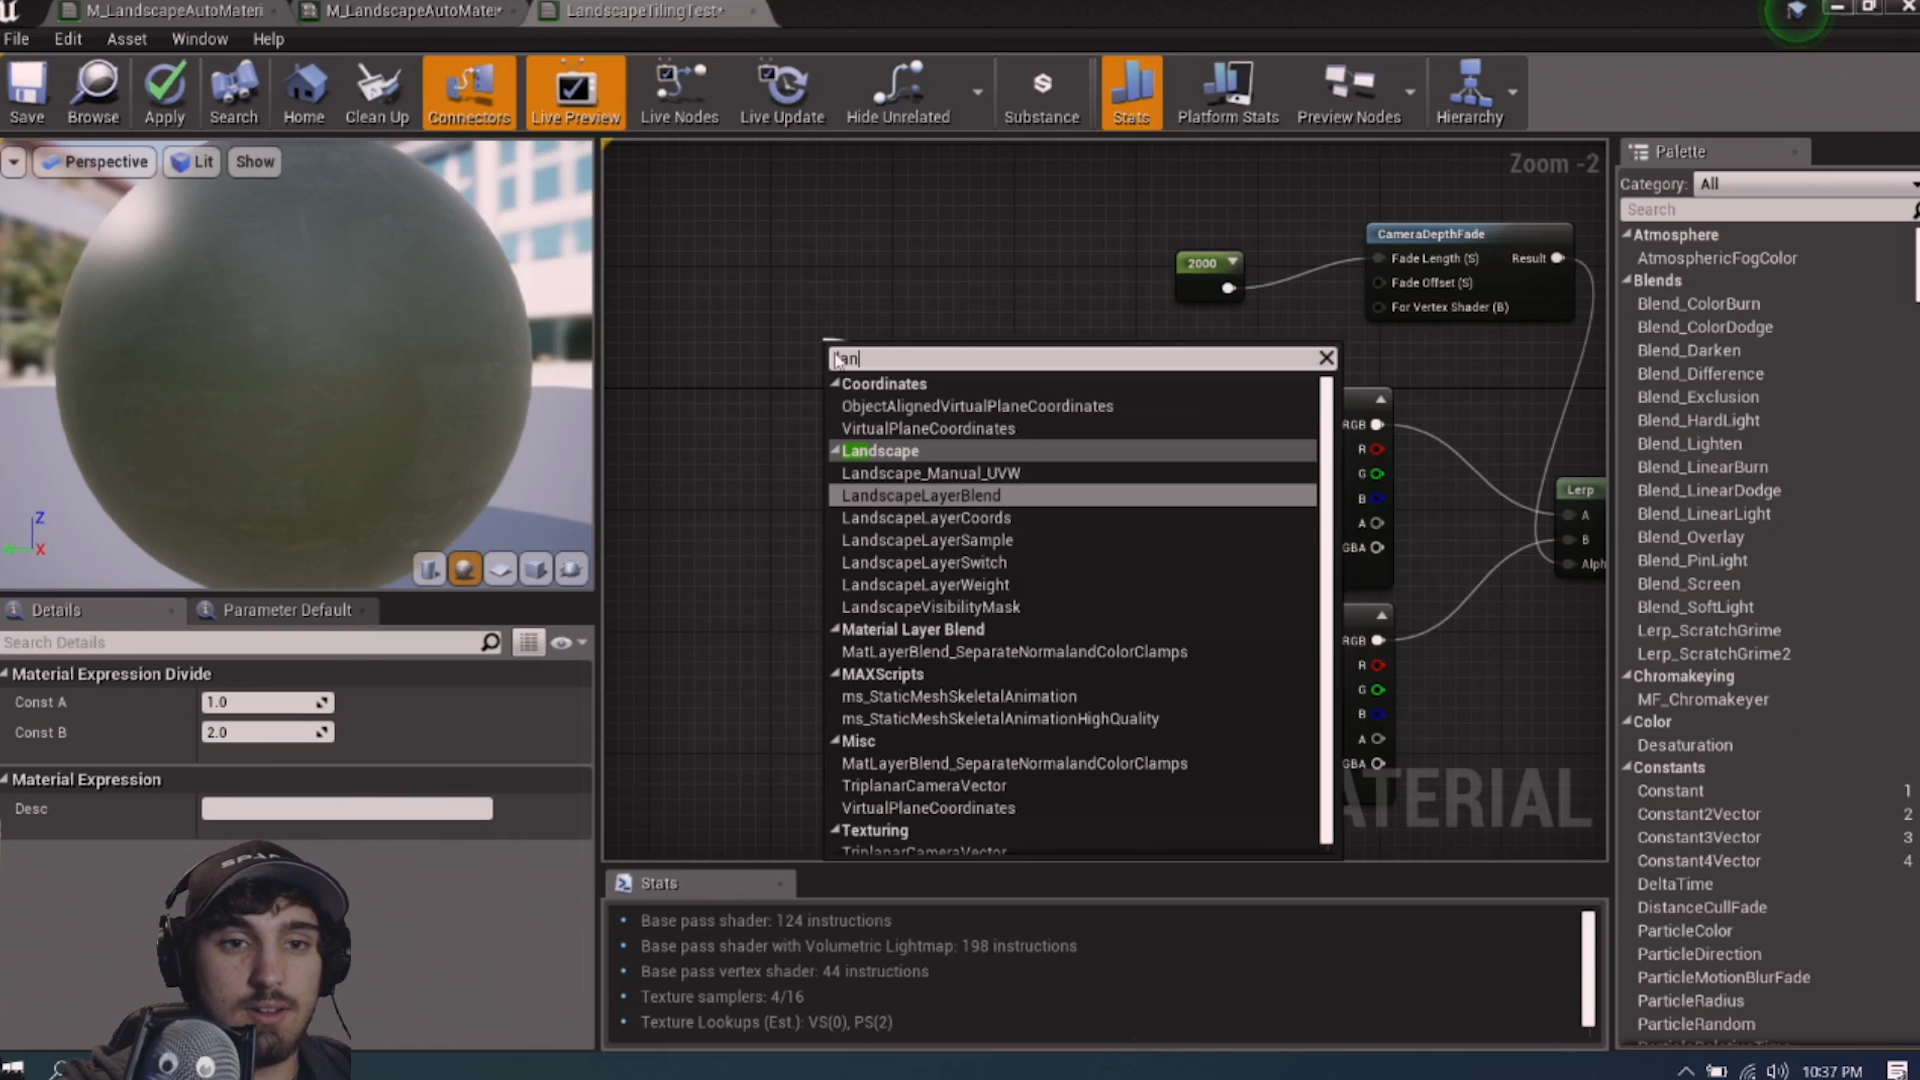 M_LandscapeAutoMateri
M_LandscapeAutoMater*
LandscapeTilingTest*
File Edit Asset Window Help
Save Browse Apply Search Home Clean Up Connectors Live Preview Live Nodes Live Update Hide Unrelated Substance Stats Platform Stats Preview Nodes Hierarchy
Perspective Lit Show
Z
X
Details Parameter Default
Search Details
Material Expression Divide
Const A 1.0
Const B 2.0
Material Expression
Desc
Zoom -2
2000
CameraDepthFade
Fade Length (S) Result
Fade Offset (S)
For Vertex Shader (B)
lan
Coordinates
ObjectAlignedVirtualPlaneCoordinates
VirtualPlaneCoordinates
Landscape
Landscape_Manual_UVW
LandscapeLayerBlend
LandscapeLayerCoords
LandscapeLayerSample
LandscapeLayerSwitch
LandscapeLayerWeight
LandscapeVisibilityMask
Material Layer Blend
MatLayerBlend_SeparateNormalandColorClamps
MAXScripts
ms_StaticMeshSkeletalAnimation
ms_StaticMeshSkeletalAnimationHighQuality
Misc
MatLayerBlend_SeparateNormalandColorClamps
TriplanarCameraVector
VirtualPlaneCoordinates
Texturing
TriplanarCameraVector
RGB
R
G
B
A
GBA
RGB
R
G
B
A
GBA
Lerp
A
B
Alph
ATERIAL
Stats
Base pass shader: 124 instructions
Base pass shader with Volumetric Lightmap: 198 instructions
Base pass vertex shader: 44 instructions
Texture samplers: 4/16
Texture Lookups (Est.): VS(0), PS(2)
Palette
Category: All
Search
Atmosphere
AtmosphericFogColor
Blends
Blend_ColorBurn
Blend_ColorDodge
Blend_Darken
Blend_Difference
Blend_Exclusion
Blend_HardLight
Blend_Lighten
Blend_LinearBurn
Blend_LinearDodge
Blend_LinearLight
Blend_Overlay
Blend_PinLight
Blend_Screen
Blend_SoftLight
Lerp_ScratchGrime
Lerp_ScratchGrime2
Chromakeying
MF_Chromakeyer
Color
Desaturation
Constants
Constant 1
Constant2Vector 2
Constant3Vector 3
Constant4Vector 4
DeltaTime
DistanceCullFade
ParticleColor
ParticleDirection
ParticleMotionBlurFade
ParticleRadius
ParticleRandom
10:37 PM